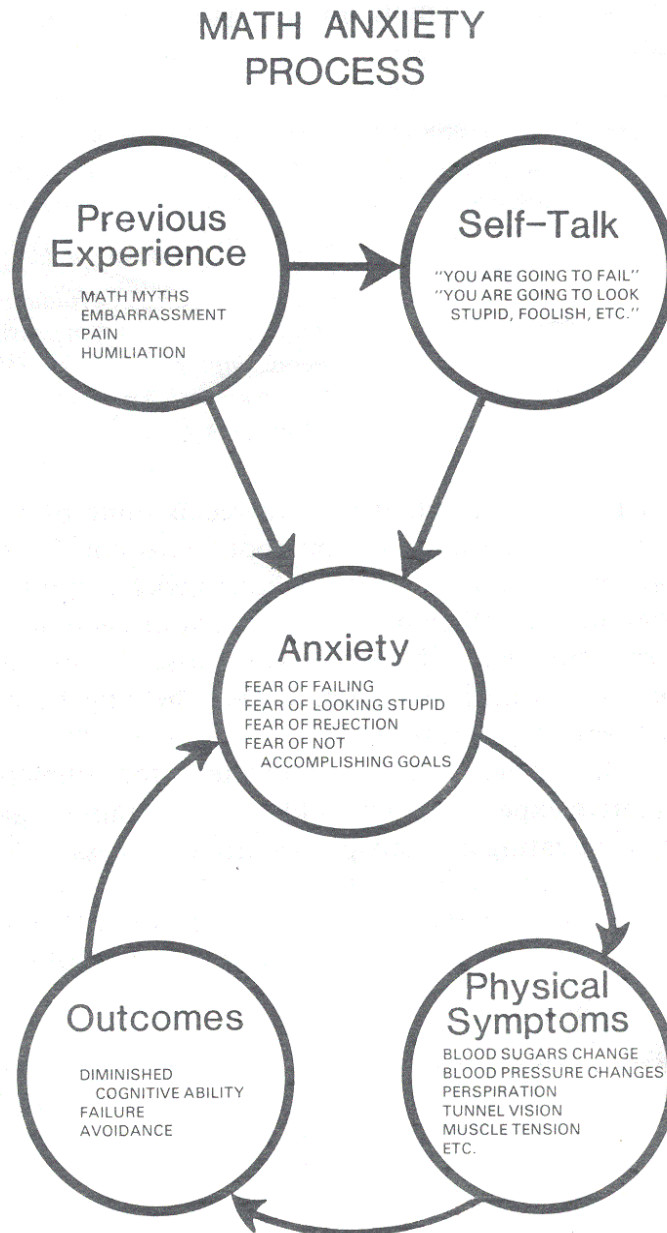 MATH ANXIETY
PROCESS
Previous
Experience
MATH MYTHS
EMBARRASSMENT
PAIN
HUMILIATION
Self-Talk
"YOU ARE GOING TO FAIL"
"YOU ARE GOING TO LOOK
STUPID, FOOLISH, ETC."
Anxiety
FEAR OF FAILING
FEAR OF LOOKING STUPID
FEAR OF REJECTION
FEAR OF NOT
ACCOMPLISHING GOALS
Outcomes
DIMINISHED
COGNITIVE ABILITY
FAILURE
AVOIDANCE
Physical
Symptoms
BLOOD SUGARS CHANGE
BLOOD PRESSURE CHANGES
PERSPIRATION
TUNNEL VISION
MUSCLE TENSION
ETC.